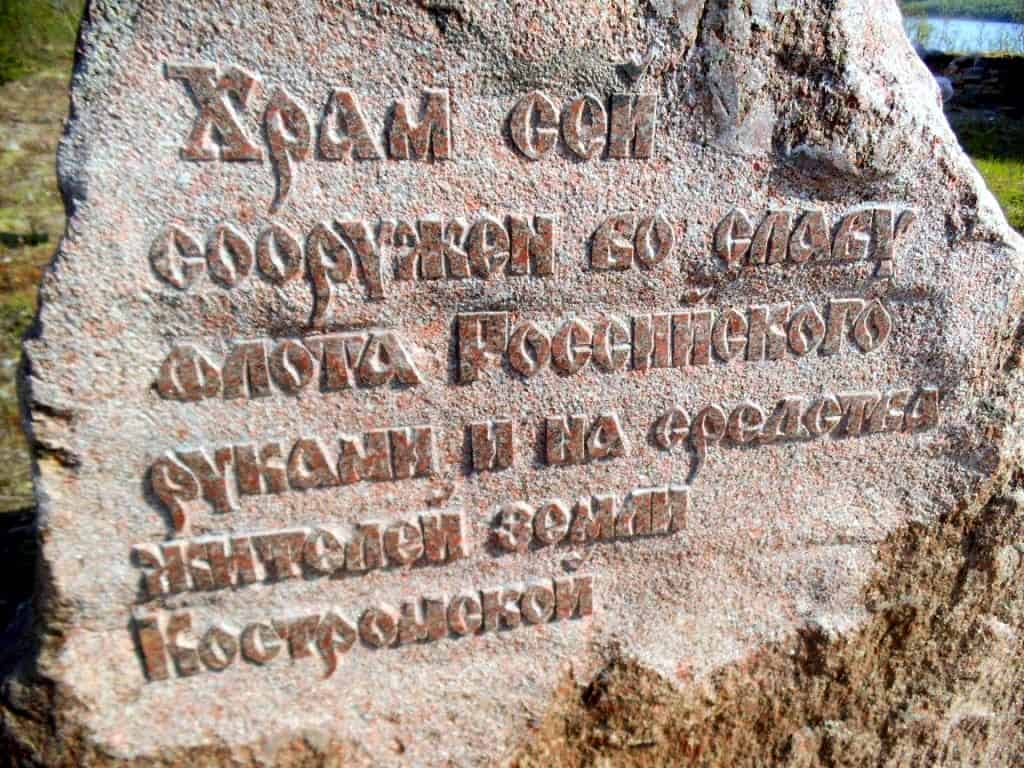 Храм сей
сооружен во славу
флота Российского
руками и на средства
жителей земли
Костромской